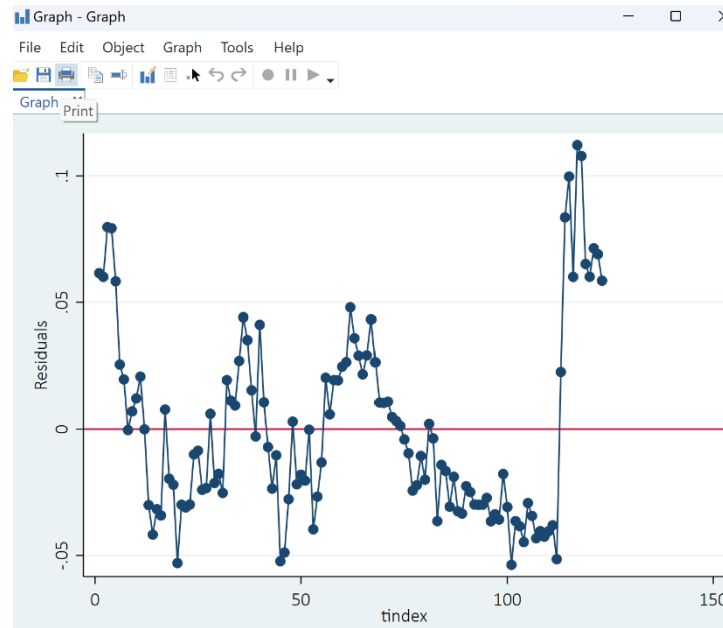 Graph - Graph
File Edit Object Graph Tools Help
Graph
Print
.1
.05
0
-.05
Residuals
0 50 100 150
tindex